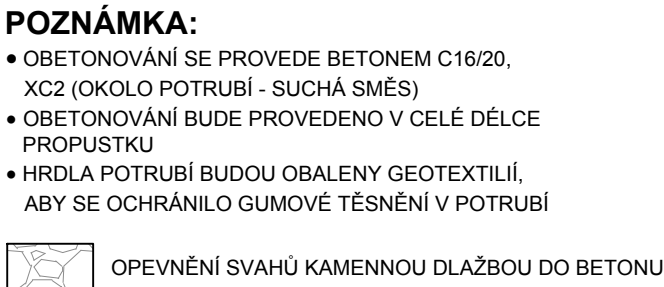 POZNÁMKA:
• OBETONOVÁNÍ SE PROVEDE BETONEM C16/20,
XC2 (OKOLO POTRUBÍ - SUCHÁ SMĚS)
• OBETONOVÁNÍ BUDE PROVEDENO V CELÉ DÉLCE
PROPUSTKU
• HRDLA POTRUBÍ BUDOU OBALENY GEOTEXTILIÍ,
ABY SE OCHRÁNILO GUMOVÉ TĚSNĚNÍ V POTRUBÍ
OPEVNĚNÍ SVAHŮ KAMENNOU DLAŽBOU DO BETONU